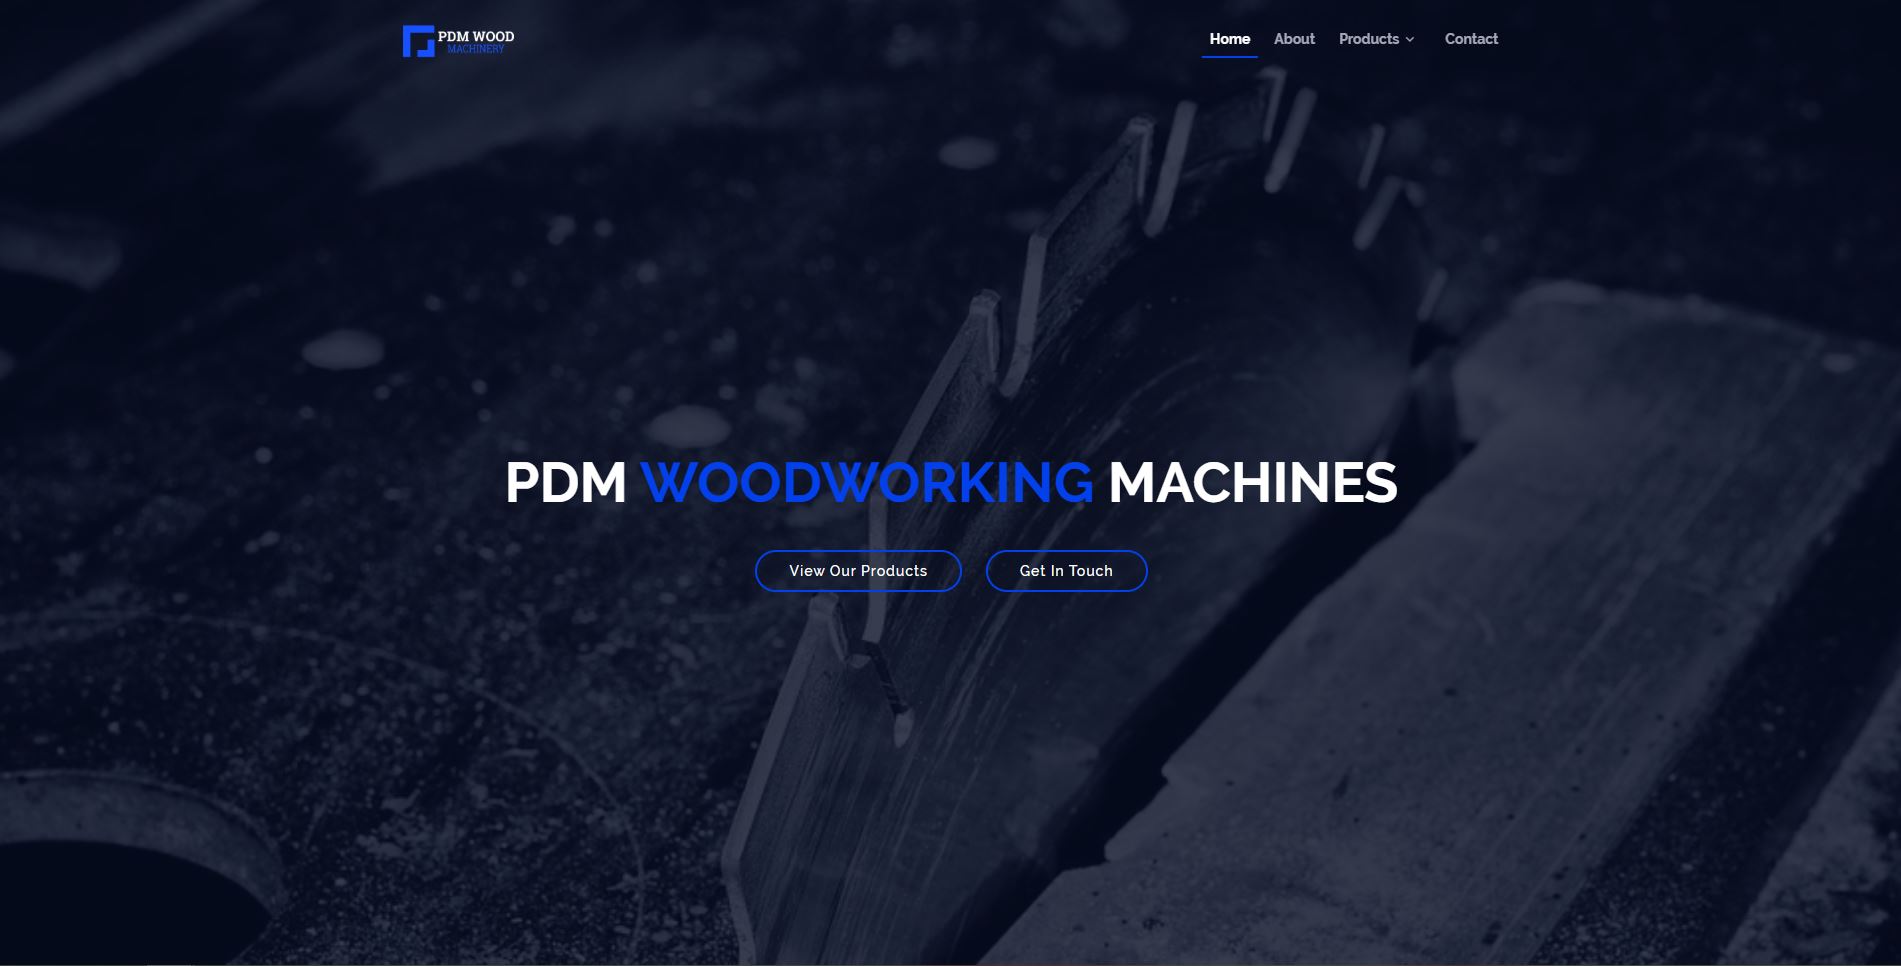 PDM WOOD
MACHINERY
Home About Products Contact
PDM WOODWORKING MACHINES
View Our Products Get In Touch